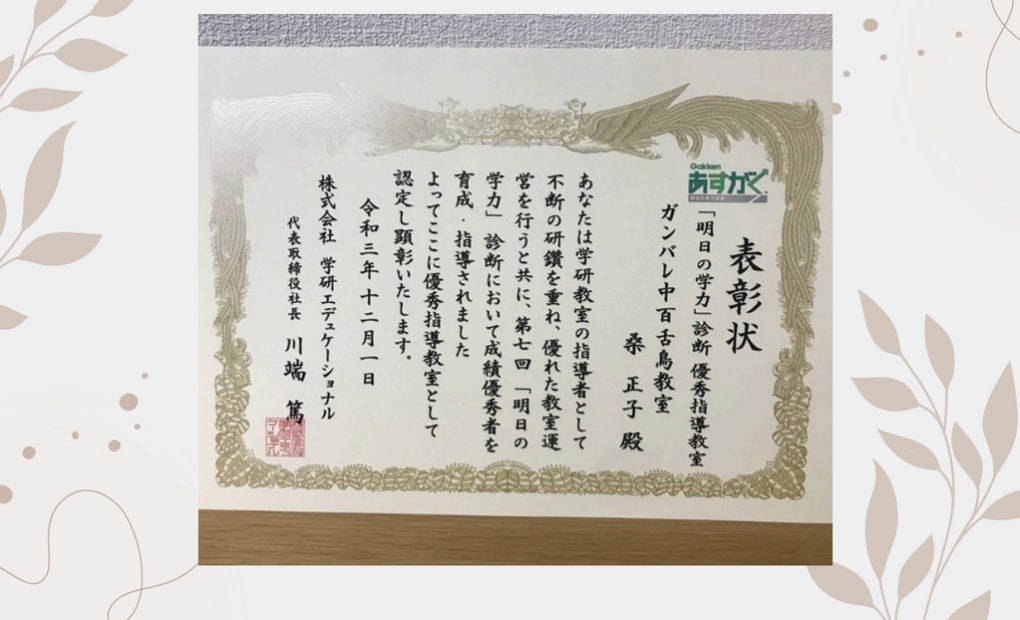 Gakken
あすがく
表彰状
「明日の学力」診断 優秀指導教室
ガンバレ中百舌鳥教室
桑 正子 殿
あなたは学研教室の指導者として
不断の研鑽を重ね、優れた教室運
営を行うと共に、第七回 「明日の
学力」 診断において成績優秀者を
育成・指導されました
よってここに優秀指導教室として
認定し顕彰いたします。
令和三年 十二月一日
株式会社 学研エデュケーショナル
代表取締役社長 川端 篤